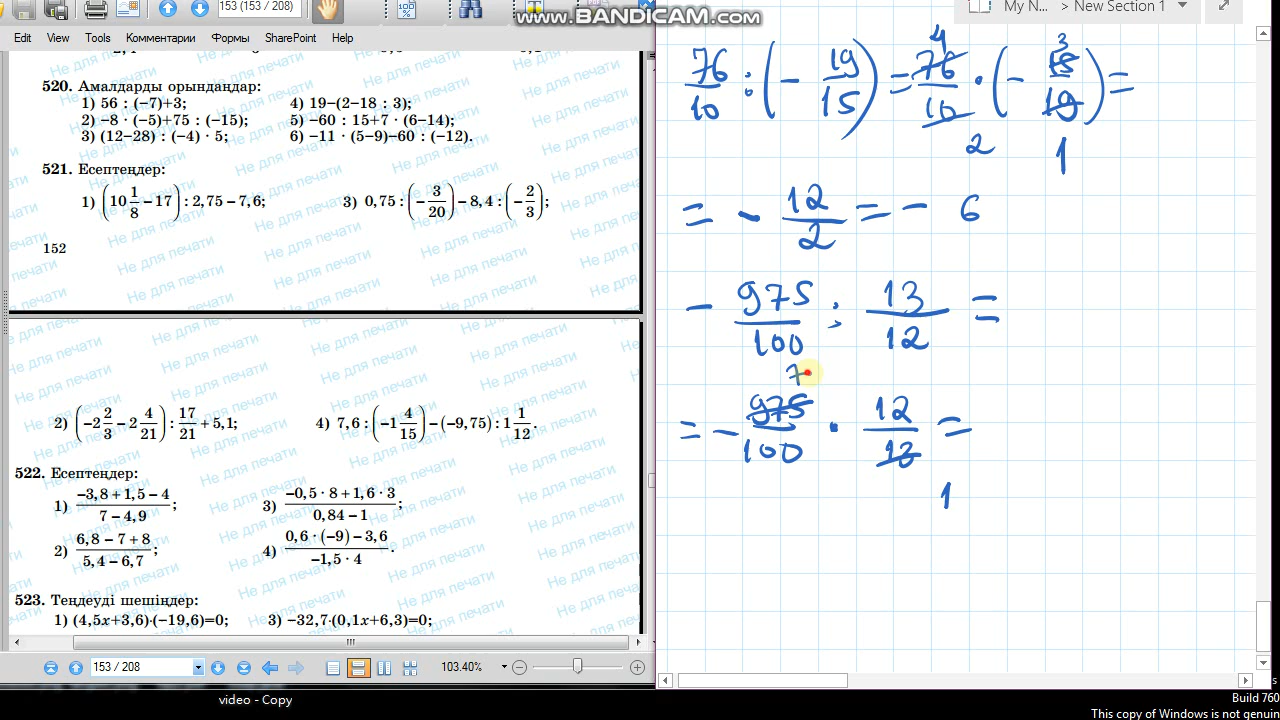 153 (153 / 208)
www.BANDICAM.com
My N...
> New Section 1
Edit View Tools Комментарии Формы SharePoint Help
520. Амалдарды орындаңдар:
1) 56 : (−7)+3; 4) 19−(2−18 : 3);
2) −8 · (−5)+75 : (−15); 5) −60 : 15+7 · (6−14);
3) (12−28) : (−4) · 5; 6) −11 · (5−9)−60 : (−12).
521. Есептеңдер:
1) (10 1/8 − 17) : 2,75 − 7,6; 3) 0,75 : (−3/20) − 8,4 : (−2/3);
152
2) (−2 2/3 − 2 4/21) : 17/21 + 5,1; 4) 7,6 : (−1 4/15) − (−9,75) : 1 1/12.
522. Есептеңдер:
1) (−3,8 + 1,5 − 4)/(7 − 4,9); 3) (−0,5 · 8 + 1,6 · 3)/(0,84 − 1);
2) (6,8 − 7 + 8)/(5,4 − 6,7); 4) (0,6 · (−9) − 3,6)/(−1,5 · 4).
523. Теңдеуді шешіңдер:
1) (4,5x+3,6)·(−19,6)=0; 3) −32,7·(0,1x+6,3)=0;
Не для печати
153 / 208
103.40%
76/10 : (− 19/15) = 76/10 · (− 15/19) =
4 3
2 1
= − 12/2 = − 6
− 975/100 : 13/12 =
7
= − 975/100 · 12/13 =
1
video - Copy
Build 760
This copy of Windows is not genuin